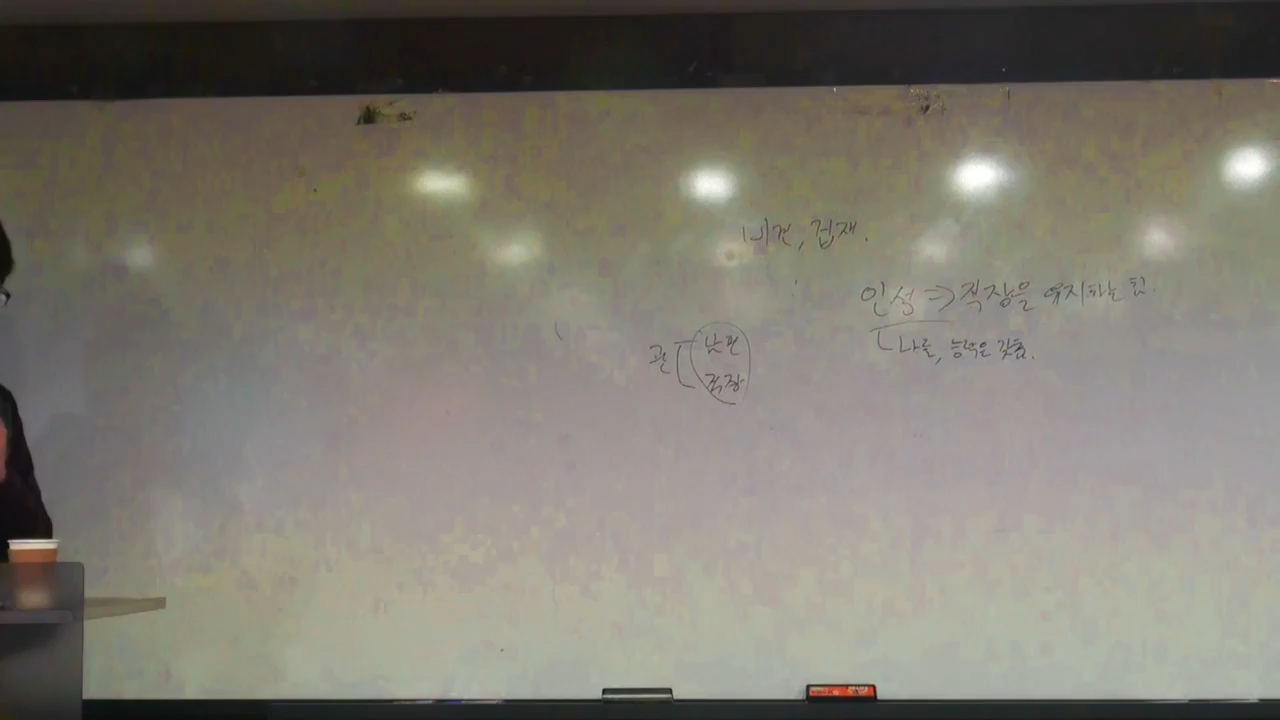 비견, 겁재.
인성 => 직장을 유지하는 힘.
나를, 능력은 갖춤.
관 남편
직장